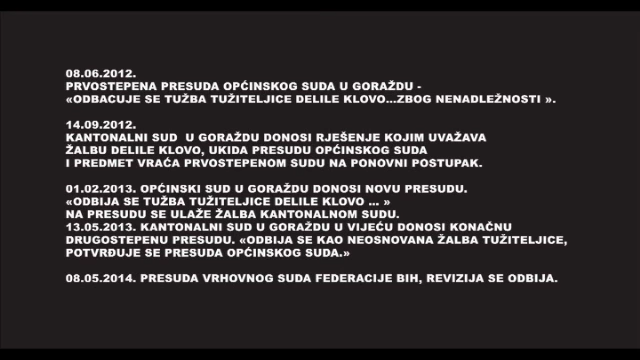 08.06.2012.
PRVOSTEPENA PRESUDA OPĆINSKOG SUDA U GORAŽDU -
«ODBACUJE SE TUŽBA TUŽITELJICE DELILE KLOVO...ZBOG NENADLEŽNOSTI ».
14.09.2012.
KANTONALNI SUD U GORAŽDU DONOSI RJEŠENJE KOJIM UVAŽAVA
ŽALBU DELILE KLOVO, UKIDA PRESUDU OPĆINSKOG SUDA
I PREDMET VRAĆA PRVOSTEPENOM SUDU NA PONOVNI POSTUPAK.
01.02.2013. OPĆINSKI SUD U GORAŽDU DONOSI NOVU PRESUDU.
«ODBIJA SE TUŽBA TUŽITELJICE DELILE KLOVO ... »
NA PRESUDU SE ULAŽE ŽALBA KANTONALNOM SUDU.
13.05.2013. KANTONALNI SUD U GORAŽDU U VIJEĆU DONOSI KONAČNU
DRUGOSTEPENU PRESUDU. «ODBIJA SE KAO NEOSNOVANA ŽALBA TUŽITELJICE,
POTVRĐUJE SE PRESUDA OPĆINSKOG SUDA.»
08.05.2014. PRESUDA VRHOVNOG SUDA FEDERACIJE BIH, REVIZIJA SE ODBIJA.